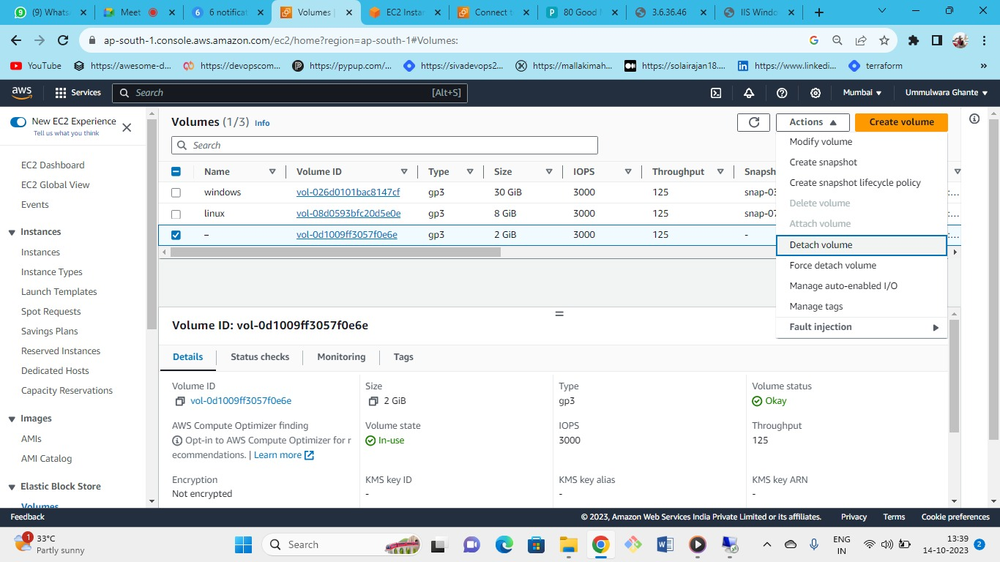 (9) Whats
Meet
6 notificat
Volumes |
EC2 Instan
Connect t
80 Good
3.6.36.46
IIS Windo
ap-south-1.console.aws.amazon.com/ec2/home?region=ap-south-1#Volumes:
YouTube
https://awesome-d...
https://devopscom...
https://pypup.com/...
https://sivadevops2...
https://mallakimah...
https://solairajan18....
https://www.linkedi...
terraform
»
aws
Services
Search
[Alt+S]
Mumbai
Ummulwara Ghante
New EC2 Experience
Tell us what you think
EC2 Dashboard
EC2 Global View
Events
Instances
Instances
Instance Types
Launch Templates
Spot Requests
Savings Plans
Reserved Instances
Dedicated Hosts
Capacity Reservations
Images
AMIs
AMI Catalog
Elastic Block Store
Volumes
Volumes (1/3) Info
Actions
Create volume
Search
Name Volume ID Type Size IOPS Throughput Snapsh
windows vol-026d0101bac8147cf gp3 30 GiB 3000 125 snap-03 :...
linux vol-08d0593bfc20d5e0e gp3 8 GiB 3000 125 snap-07 :...
– vol-0d1009ff3057f0e6e gp3 2 GiB 3000 125 - :...
Modify volume
Create snapshot
Create snapshot lifecycle policy
Delete volume
Attach volume
Detach volume
Force detach volume
Manage auto-enabled I/O
Manage tags
Fault injection
Volume ID: vol-0d1009ff3057f0e6e
Details
Status checks
Monitoring
Tags
Volume ID
vol-0d1009ff3057f0e6e
Size
2 GiB
Type
gp3
Volume status
Okay
AWS Compute Optimizer finding
Opt-in to AWS Compute Optimizer for r
ecommendations. | Learn more
Volume state
In-use
IOPS
3000
Throughput
125
Encryption
Not encrypted
KMS key ID
-
KMS key alias
-
KMS key ARN
-
Feedback
© 2023, Amazon Web Services India Private Limited or its affiliates.
Privacy
Terms
Cookie preferences
1
33°C
Partly sunny
Search
ENG
IN
13:39
14-10-2023
2